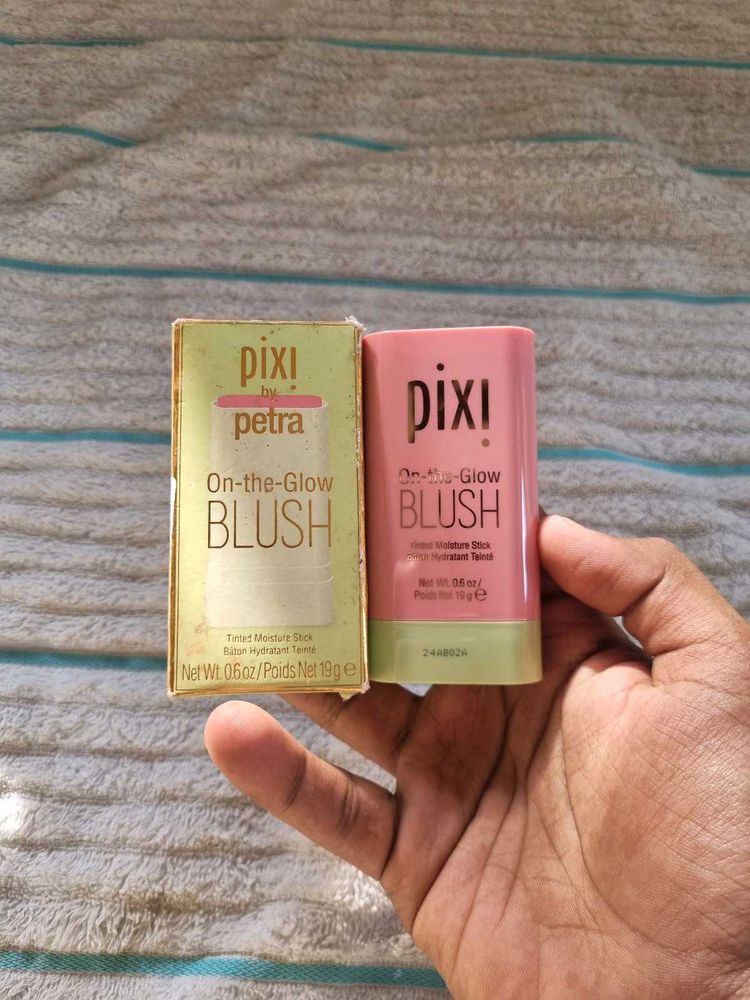 pixi
by
petra
On-the-Glow
BLUSH
Tinted Moisture Stick
Bâton Hydratant Teinté
Net Wt. 0.6 oz/Poids Net 19 g e
pixi
On-the-Glow
BLUSH
Tinted Moisture Stick
Bâton Hydratant Teinté
Net Wt. 0.6 oz/
Poids Net 19 g e
24AB02A